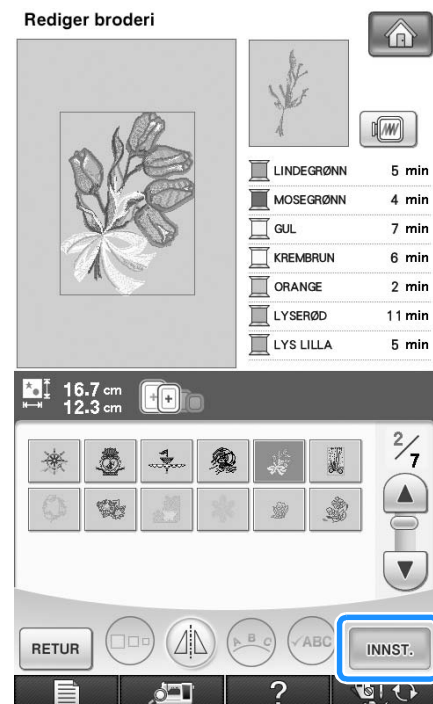 Rediger broderi
LINDEGRØNN 5 min
MOSEGRØNN 4 min
GUL 7 min
KREMBRUN 6 min
ORANGE 2 min
LYSERØD 11 min
LYS LILLA 5 min
16.7 cm
12.3 cm
2/7
RETUR
A B C
✓ABC
INNST.
?